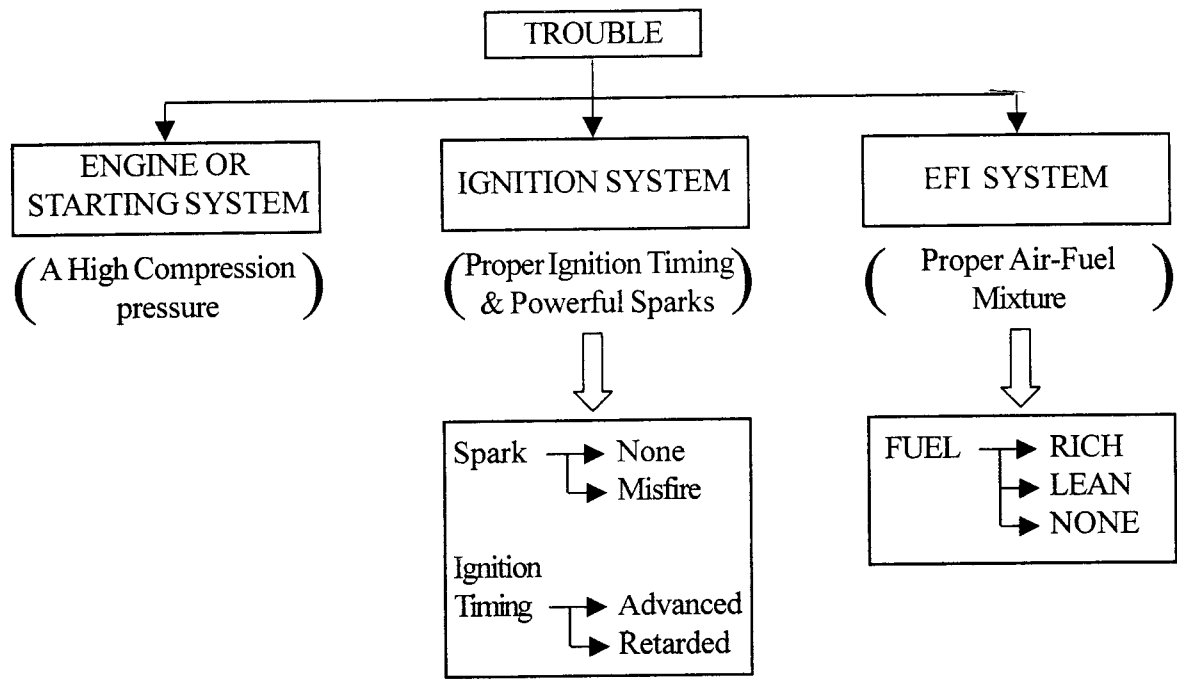 TROUBLE
ENGINE OR
STARTING SYSTEM
(A High Compression
pressure)
IGNITION SYSTEM
(Proper Ignition Timing
& Powerful Sparks)
EFI SYSTEM
(Proper Air-Fuel
Mixture)
Spark None
Misfire
Ignition
Timing Advanced
Retarded
FUEL RICH
LEAN
NONE